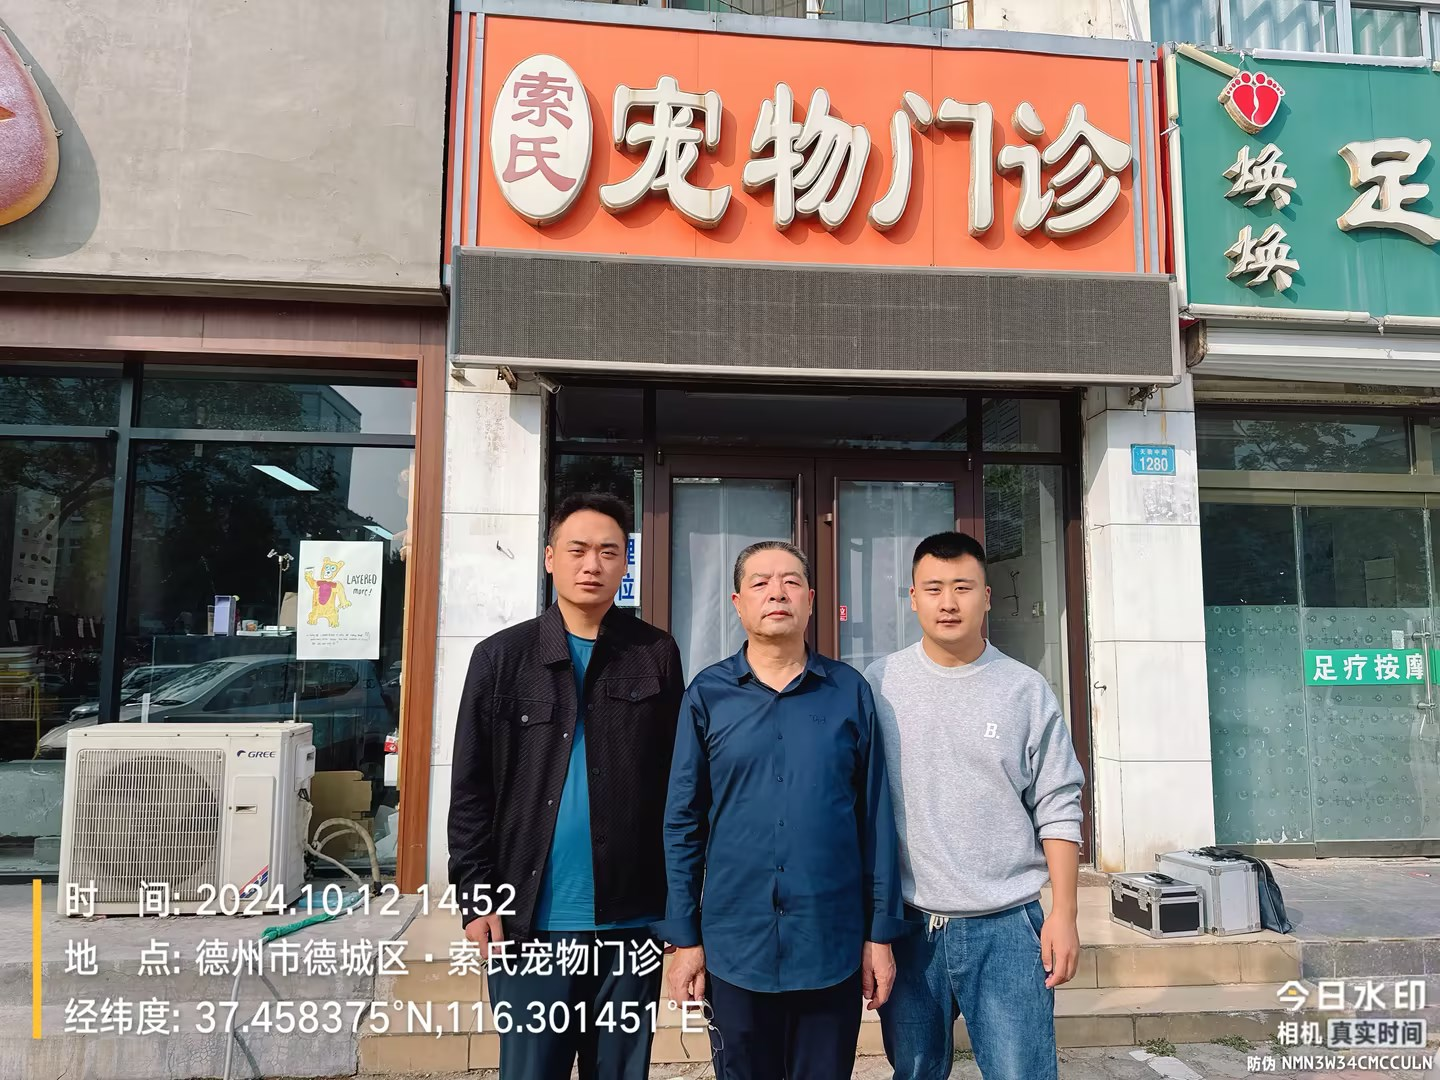 索氏
宠物门诊
焕焕
足
1280
LAYERED
more!
理
位
B.
足疗按摩
GREE
时 间: 2024.10.12 14:52
地 点: 德州市德城区·索氏宠物门诊
经纬度: 37.458375°N,116.301451°E
今日水印
相机 真实时间
防伪 NMN3W34CMCCULN